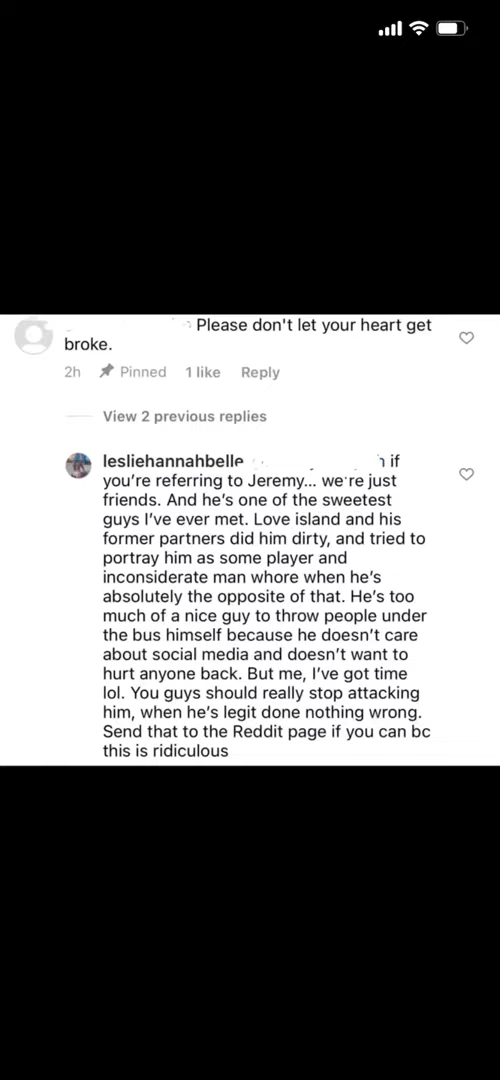 Please don't let your heart get
broke.
2h Pinned 1 like Reply
View 2 previous replies
lesliehannahbelle if
you're referring to Jeremy... we're just
friends. And he's one of the sweetest
guys I've ever met. Love island and his
former partners did him dirty, and tried to
portray him as some player and
inconsiderate man whore when he's
absolutely the opposite of that. He's too
much of a nice guy to throw people under
the bus himself because he doesn't care
about social media and doesn't want to
hurt anyone back. But me, I've got time
lol. You guys should really stop attacking
him, when he's legit done nothing wrong.
Send that to the Reddit page if you can bc
this is ridiculous